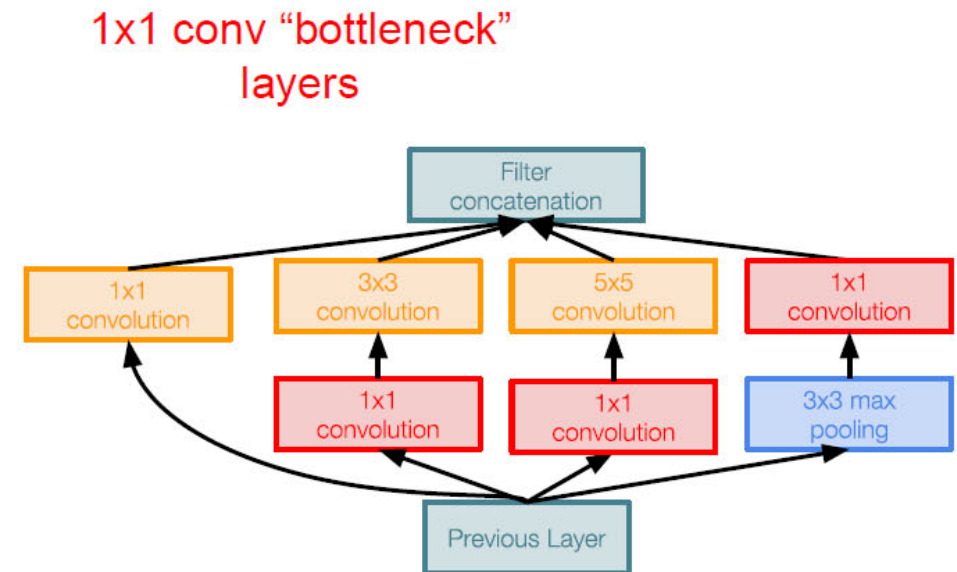 1x1 conv “bottleneck”
layers
Filter
concatenation
1x1
convolution
3x3
convolution
5x5
convolution
1x1
convolution
1x1
convolution
1x1
convolution
3x3 max
pooling
Previous Layer